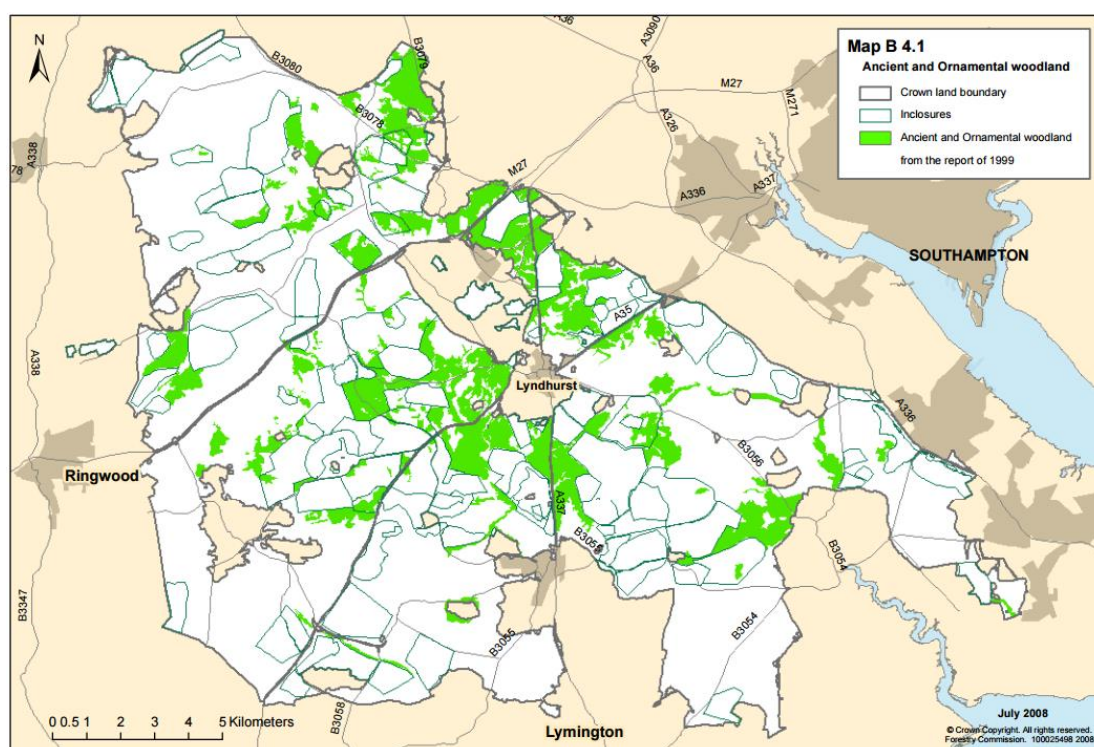 Map B 4.1
Ancient and Ornamental woodland
Crown land boundary
Inclosures
Ancient and Ornamental woodland
from the report of 1999
N
A36
A3090
A36
B3079
B3080
M27
M271
B3078
A326
A338
78
M27
A336
A337
SOUTHAMPTON
A35
A338
Lyndhurst
A336
B3056
Ringwood
A337
B3055
B3054
B3347
B3054
B3055
B3058
0 0.5 1 2 3 4 5 Kilometers
Lymington
July 2008
© Crown Copyright. All rights reserved.
Forestry Commission. 100025498 2008